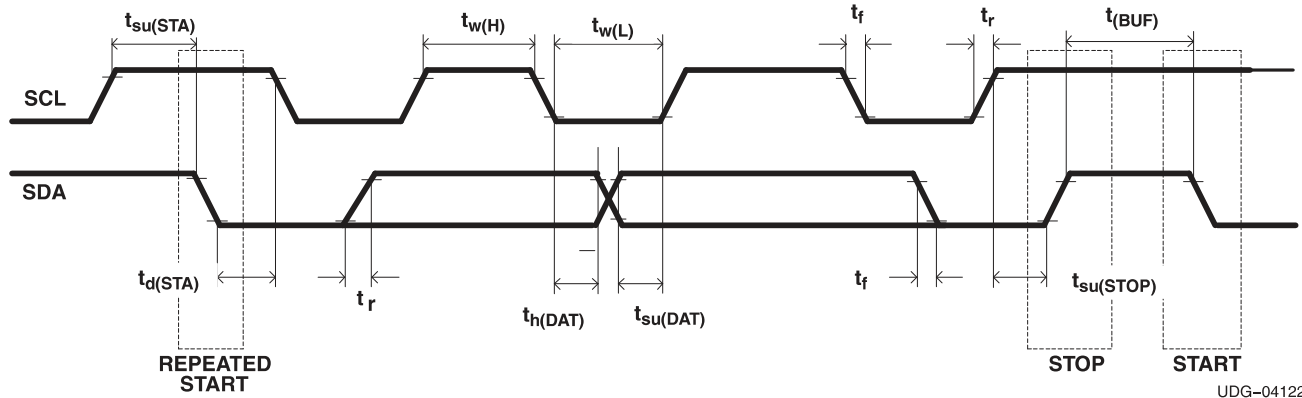 tsu(STA)
tw(H)
tw(L)
tf
tr
t(BUF)
SCL
SDA
td(STA)
tr
th(DAT)
tsu(DAT)
tf
tsu(STOP)
REPEATED
START
STOP
START
UDG−04122